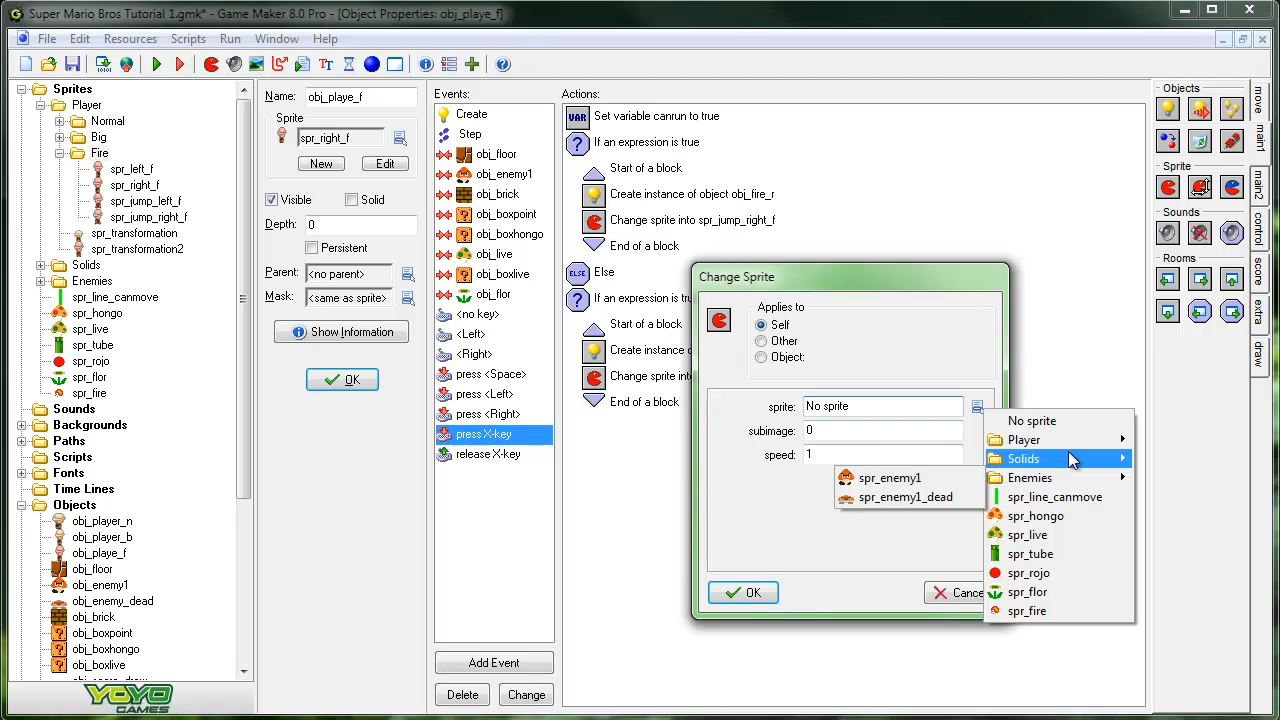 Super Mario Bros Tutorial 1.gmk* - Game Maker 8.0 Pro - [Object Properties: obj_playe_f]
File Edit Resources Scripts Run Window Help
Sprites
Player
Normal
Big
Fire
spr_left_f
spr_right_f
spr_jump_left_f
spr_jump_right_f
spr_transformation
spr_transformation2
Solids
Enemies
spr_line_canmove
spr_hongo
spr_live
spr_tube
spr_rojo
spr_flor
spr_fire
Sounds
Backgrounds
Paths
Scripts
Fonts
Time Lines
Objects
obj_player_n
obj_player_b
obj_playe_f
obj_floor
obj_enemy1
obj_enemy_dead
obj_brick
obj_boxpoint
obj_boxhongo
obj_boxlive
YOYO
GAMES
Name: obj_playe_f
Sprite
spr_right_f
New Edit
Visible Solid
Depth: 0
Persistent
Parent: <no parent>
Mask: <same as sprite>
Show Information
OK
Events:
Create
Step
obj_floor
obj_enemy1
obj_brick
obj_boxpoint
obj_boxhongo
obj_live
obj_boxlive
obj_flor
<no key>
<Left>
<Right>
press <Space>
press <Left>
press <Right>
press X-key
release X-key
Add Event
Delete Change
Actions:
VAR Set variable canrun to true
If an expression is true
Start of a block
Create instance of object obj_fire_r
Change sprite into spr_jump_right_f
End of a block
ELSE Else
If an expression is tru
Start of a block
Create instance o
Change sprite into
End of a block
Change Sprite
Applies to
Self
Other
Object:
sprite: No sprite
subimage: 0
speed: 1
OK Cance
spr_enemy1
spr_enemy1_dead
No sprite
Player
Solids
Enemies
spr_line_canmove
spr_hongo
spr_live
spr_tube
spr_rojo
spr_flor
spr_fire
Objects
Sprite
Sounds
Rooms
move
main1
main2
control
score
extra
draw